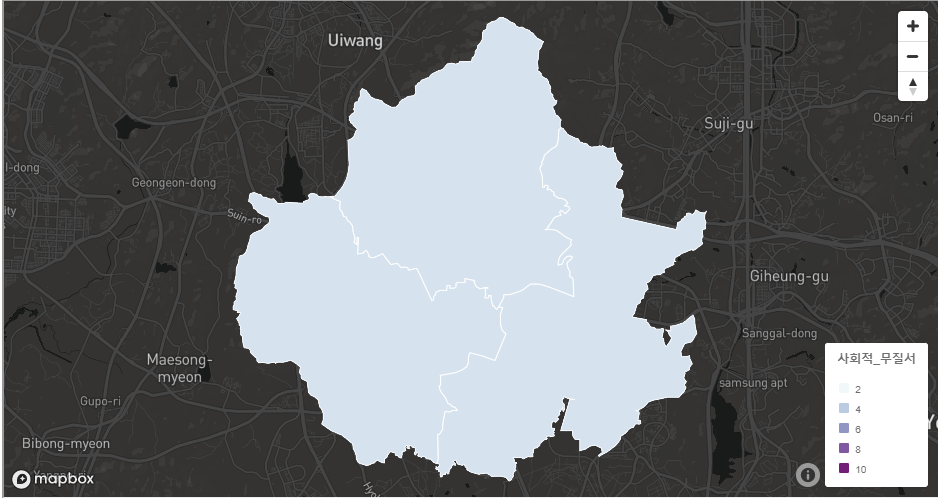 Uiwang
Suji-gu
Osan-ri
l-dong
Geongeon-dong
ity
Suin-ro
Giheung-gu
Sanggal-dong
Maesong-
myeon
samsung apt
Gupo-ri
Bibong-myeon
mapbox
사회적_무질서
2
4
6
8
10